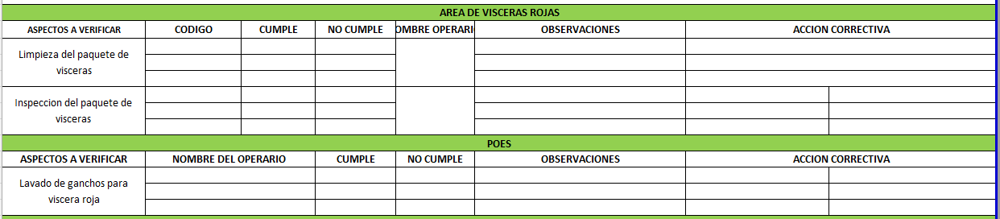 AREA DE VISCERAS ROJAS
ASPECTOS A VERIFICAR CODIGO CUMPLE NO CUMPLE OMBRE OPERARI OBSERVACIONES ACCION CORRECTIVA
Limpieza del paquete de
visceras
Inspeccion del paquete de
visceras
POES
ASPECTOS A VERIFICAR NOMBRE DEL OPERARIO CUMPLE NO CUMPLE OBSERVACIONES ACCION CORRECTIVA
Lavado de ganchos para
viscera roja